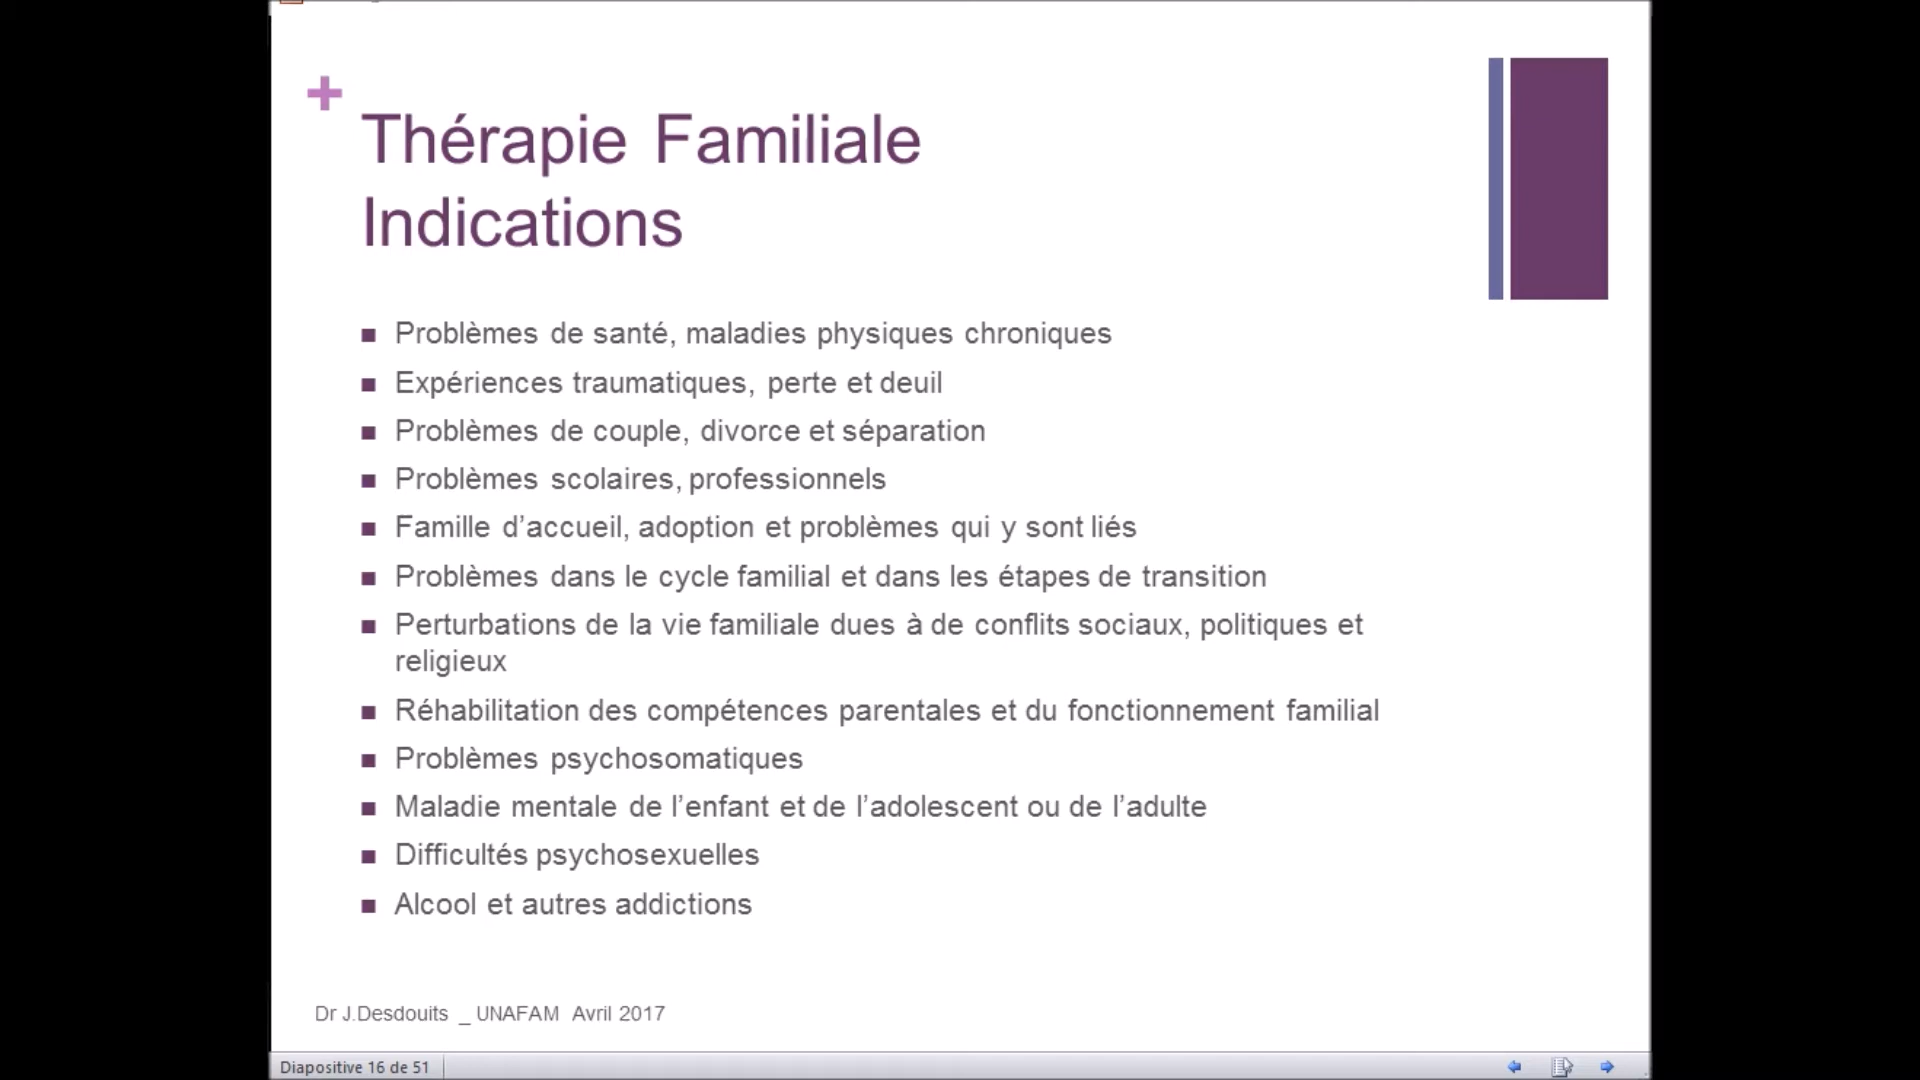 Thérapie Familiale
Indications
Problèmes de santé, maladies physiques chroniques
Expériences traumatiques, perte et deuil
Problèmes de couple, divorce et séparation
Problèmes scolaires, professionnels
Famille d’accueil, adoption et problèmes qui y sont liés
Problèmes dans le cycle familial et dans les étapes de transition
Perturbations de la vie familiale dues à de conflits sociaux, politiques et
religieux
Réhabilitation des compétences parentales et du fonctionnement familial
Problèmes psychosomatiques
Maladie mentale de l’enfant et de l’adolescent ou de l’adulte
Difficultés psychosexuelles
Alcool et autres addictions
Dr J.Desdouits _ UNAFAM Avril 2017
Diapositive 16 de 51